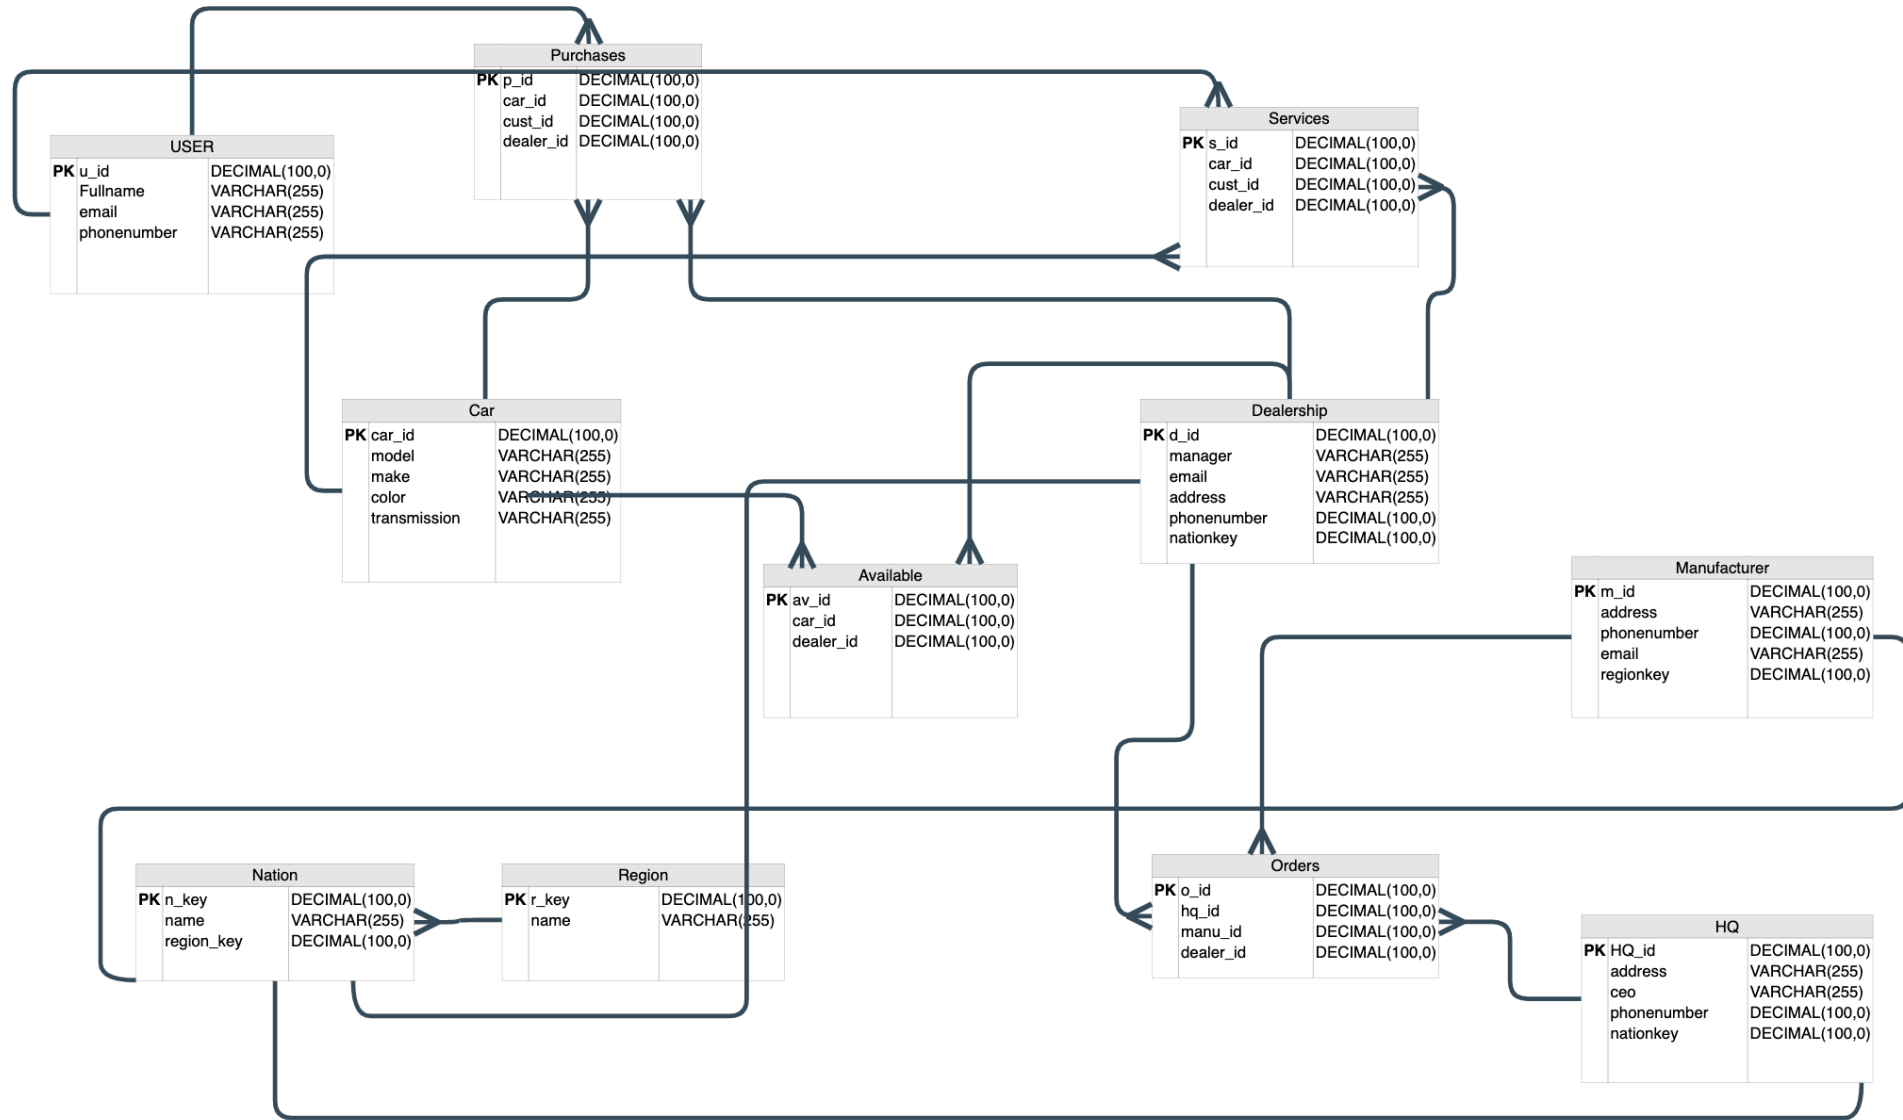 Purchases
PK p_id DECIMAL(100,0)
car_id DECIMAL(100,0)
cust_id DECIMAL(100,0)
dealer_id DECIMAL(100,0)
USER
PK u_id DECIMAL(100,0)
Fullname VARCHAR(255)
email VARCHAR(255)
phonenumber VARCHAR(255)
Services
PK s_id DECIMAL(100,0)
car_id DECIMAL(100,0)
cust_id DECIMAL(100,0)
dealer_id DECIMAL(100,0)
Car
PK car_id DECIMAL(100,0)
model VARCHAR(255)
make VARCHAR(255)
color VARCHAR(255)
transmission VARCHAR(255)
Dealership
PK d_id DECIMAL(100,0)
manager VARCHAR(255)
email VARCHAR(255)
address VARCHAR(255)
phonenumber DECIMAL(100,0)
nationkey DECIMAL(100,0)
Available
PK av_id DECIMAL(100,0)
car_id DECIMAL(100,0)
dealer_id DECIMAL(100,0)
Manufacturer
PK m_id DECIMAL(100,0)
address VARCHAR(255)
phonenumber DECIMAL(100,0)
email VARCHAR(255)
regionkey DECIMAL(100,0)
Nation
PK n_key DECIMAL(100,0)
name VARCHAR(255)
region_key DECIMAL(100,0)
Region
PK r_key DECIMAL(100,0)
name VARCHAR(255)
Orders
PK o_id DECIMAL(100,0)
hq_id DECIMAL(100,0)
manu_id DECIMAL(100,0)
dealer_id DECIMAL(100,0)
HQ
PK HQ_id DECIMAL(100,0)
address VARCHAR(255)
ceo VARCHAR(255)
phonenumber DECIMAL(100,0)
nationkey DECIMAL(100,0)